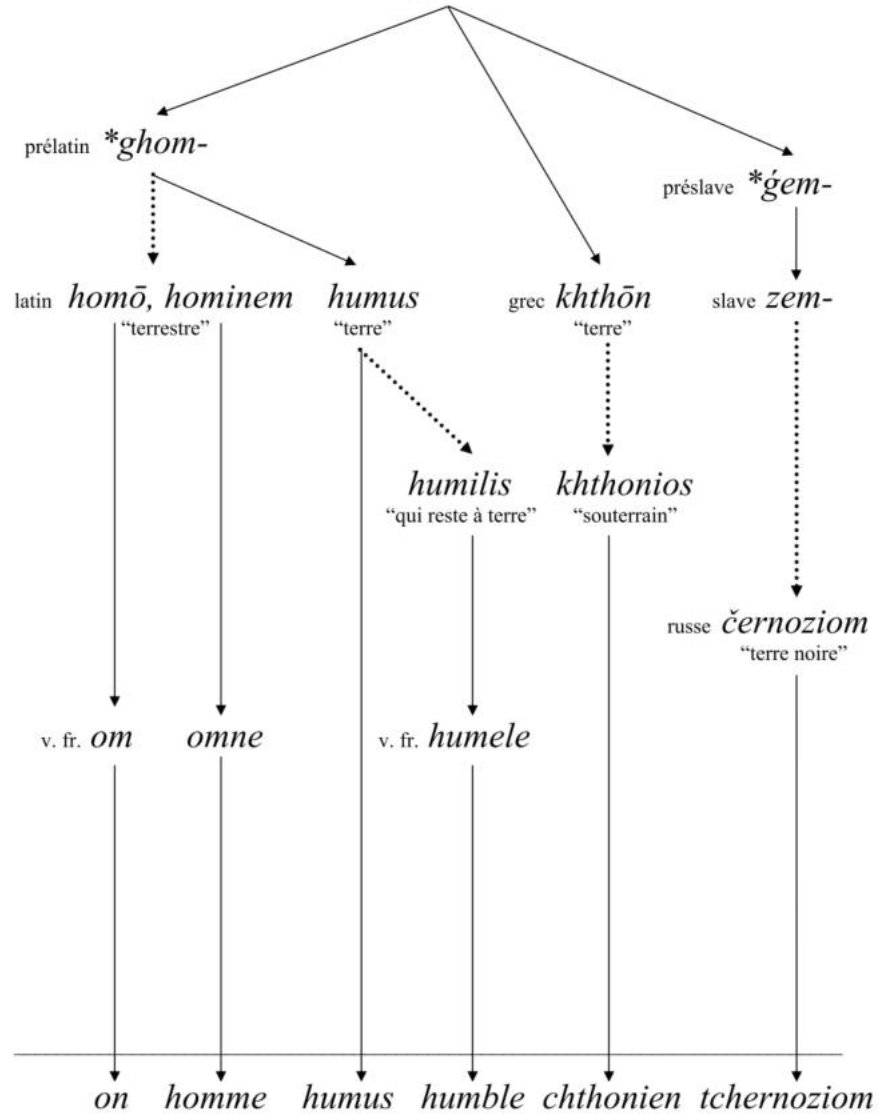 prélatin *ghom-
préslave *ǵem-
latin homō, hominem humus grec khthōn slave zem-
“terrestre” “terre” “terre”
humilis khthonios
“qui reste à terre” “souterrain”
russe černoziom
“terre noire”
v. fr. om omne v. fr. humele
on homme humus humble chthonien tchernoziom